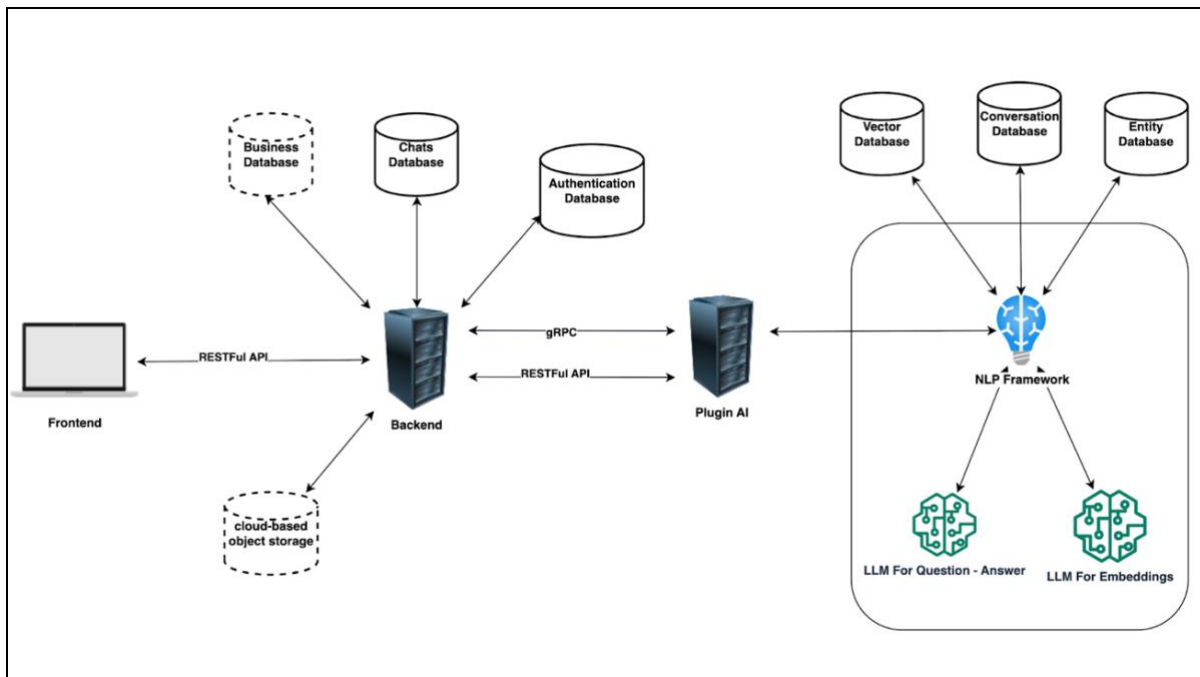 Business
Database
Chats
Database
Authentication
Database
Vector
Database
Conversation
Database
Entity
Database
RESTFul API
gRPC
RESTFul API
Frontend
Backend
Plugin AI
NLP Framework
cloud-based
object storage
LLM For Question - Answer
LLM For Embeddings